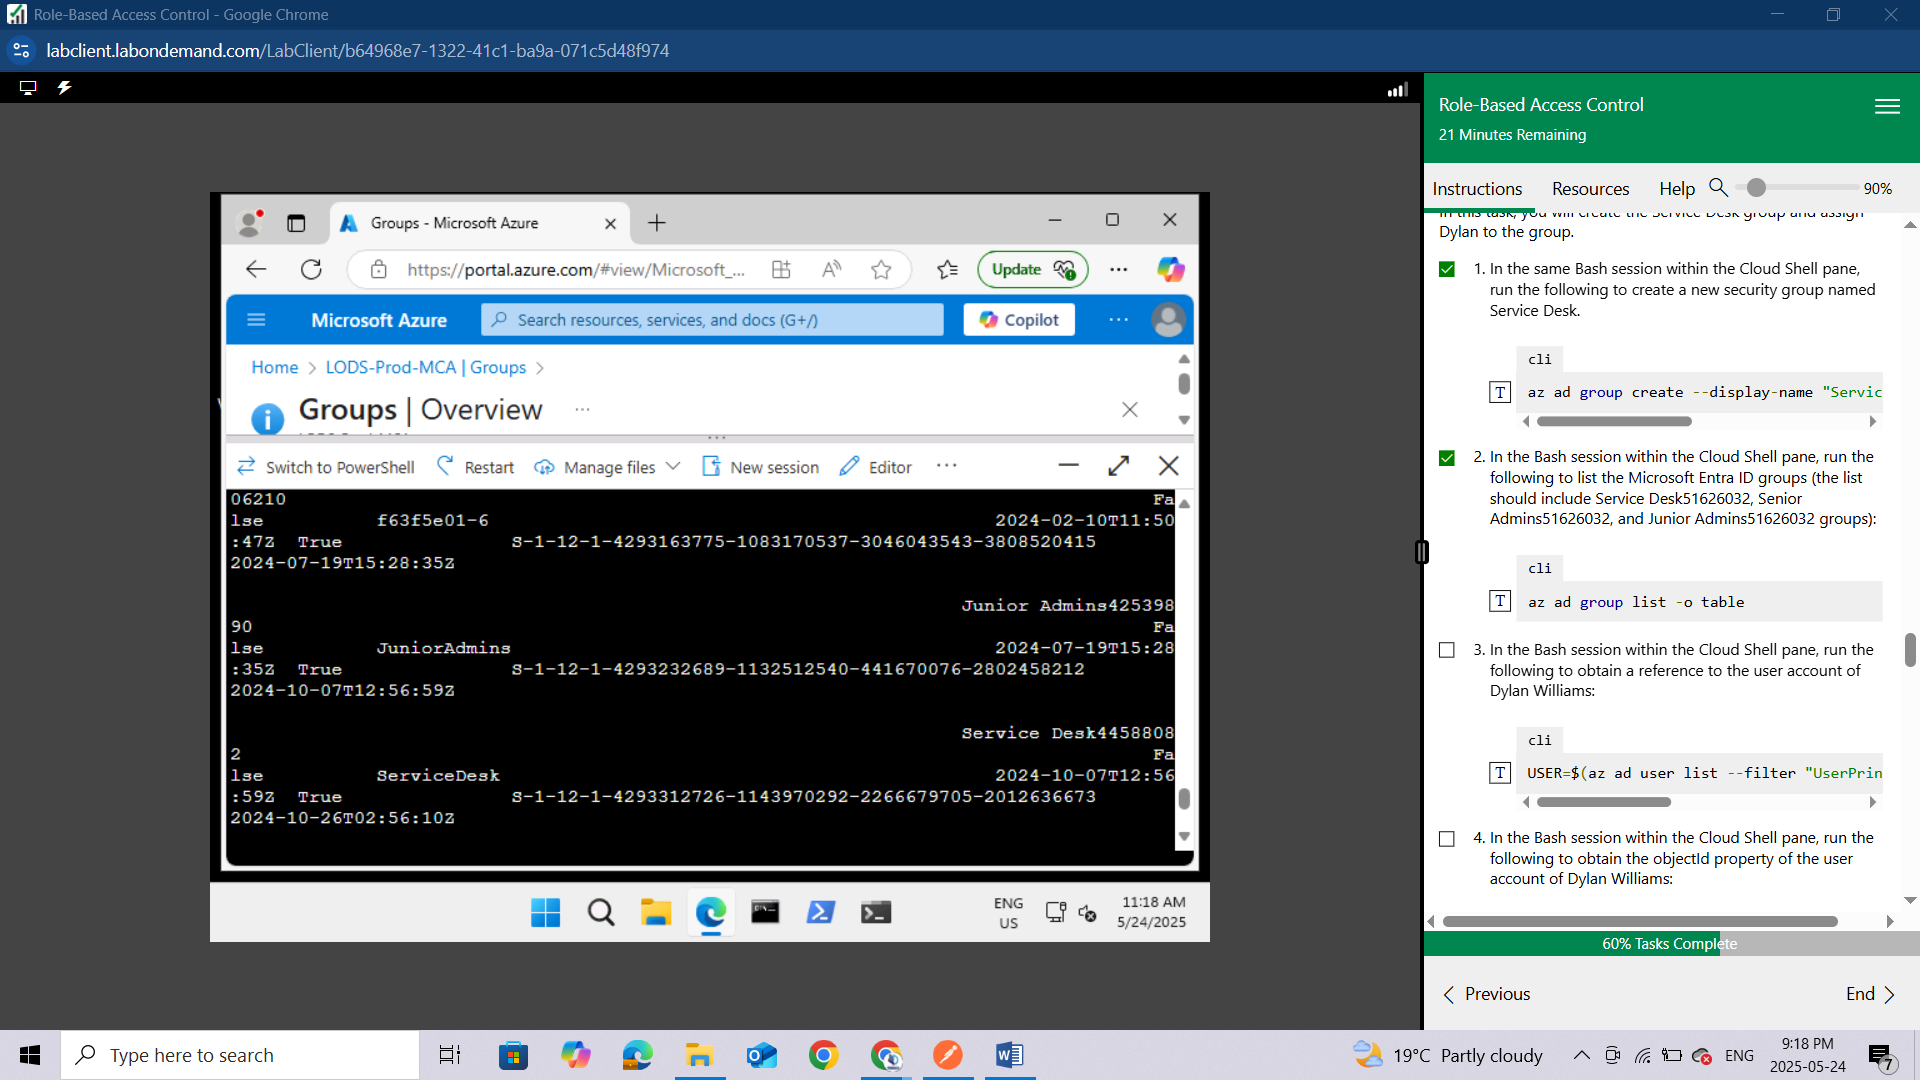 Role-Based Access Control - Google Chrome
labclient.labondemand.com/LabClient/b64968e7-1322-41c1-ba9a-071c5d48f974
Groups - Microsoft Azure
https://portal.azure.com/#view/Microsoft_...
Update
Microsoft Azure
Search resources, services, and docs (G+/)
Copilot
Home > LODS-Prod-MCA | Groups >
Groups | Overview ...
Switch to PowerShell
Restart
Manage files
New session
Editor
06210 Fa
lse f63f5e01-6 2024-02-10T11:50
:47Z True S-1-12-1-4293163775-1083170537-3046043543-3808520415
2024-07-19T15:28:35Z
Junior Admins425398
90 Fa
lse JuniorAdmins 2024-07-19T15:28
:35Z True S-1-12-1-4293232689-1132512540-441670076-2802458212
2024-10-07T12:56:59Z
Service Desk4458808
2 Fa
lse ServiceDesk 2024-10-07T12:56
:59Z True S-1-12-1-4293312726-1143970292-2266679705-2012636673
2024-10-26T02:56:10Z
ENG
US
11:18 AM
5/24/2025
Role-Based Access Control
21 Minutes Remaining
Instructions
Resources
Help
90%
In this task, you will create the Service Desk group and assign
Dylan to the group.
1. In the same Bash session within the Cloud Shell pane,
run the following to create a new security group named
Service Desk.
cli
T az ad group create --display-name "Servic
2. In the Bash session within the Cloud Shell pane, run the
following to list the Microsoft Entra ID groups (the list
should include Service Desk51626032, Senior
Admins51626032, and Junior Admins51626032 groups):
cli
T az ad group list -o table
3. In the Bash session within the Cloud Shell pane, run the
following to obtain a reference to the user account of
Dylan Williams:
cli
T USER=$(az ad user list --filter "UserPrin
4. In the Bash session within the Cloud Shell pane, run the
following to obtain the objectId property of the user
account of Dylan Williams:
60% Tasks Complete
Previous
End
Type here to search
19°C Partly cloudy
ENG
9:18 PM
2025-05-24
7